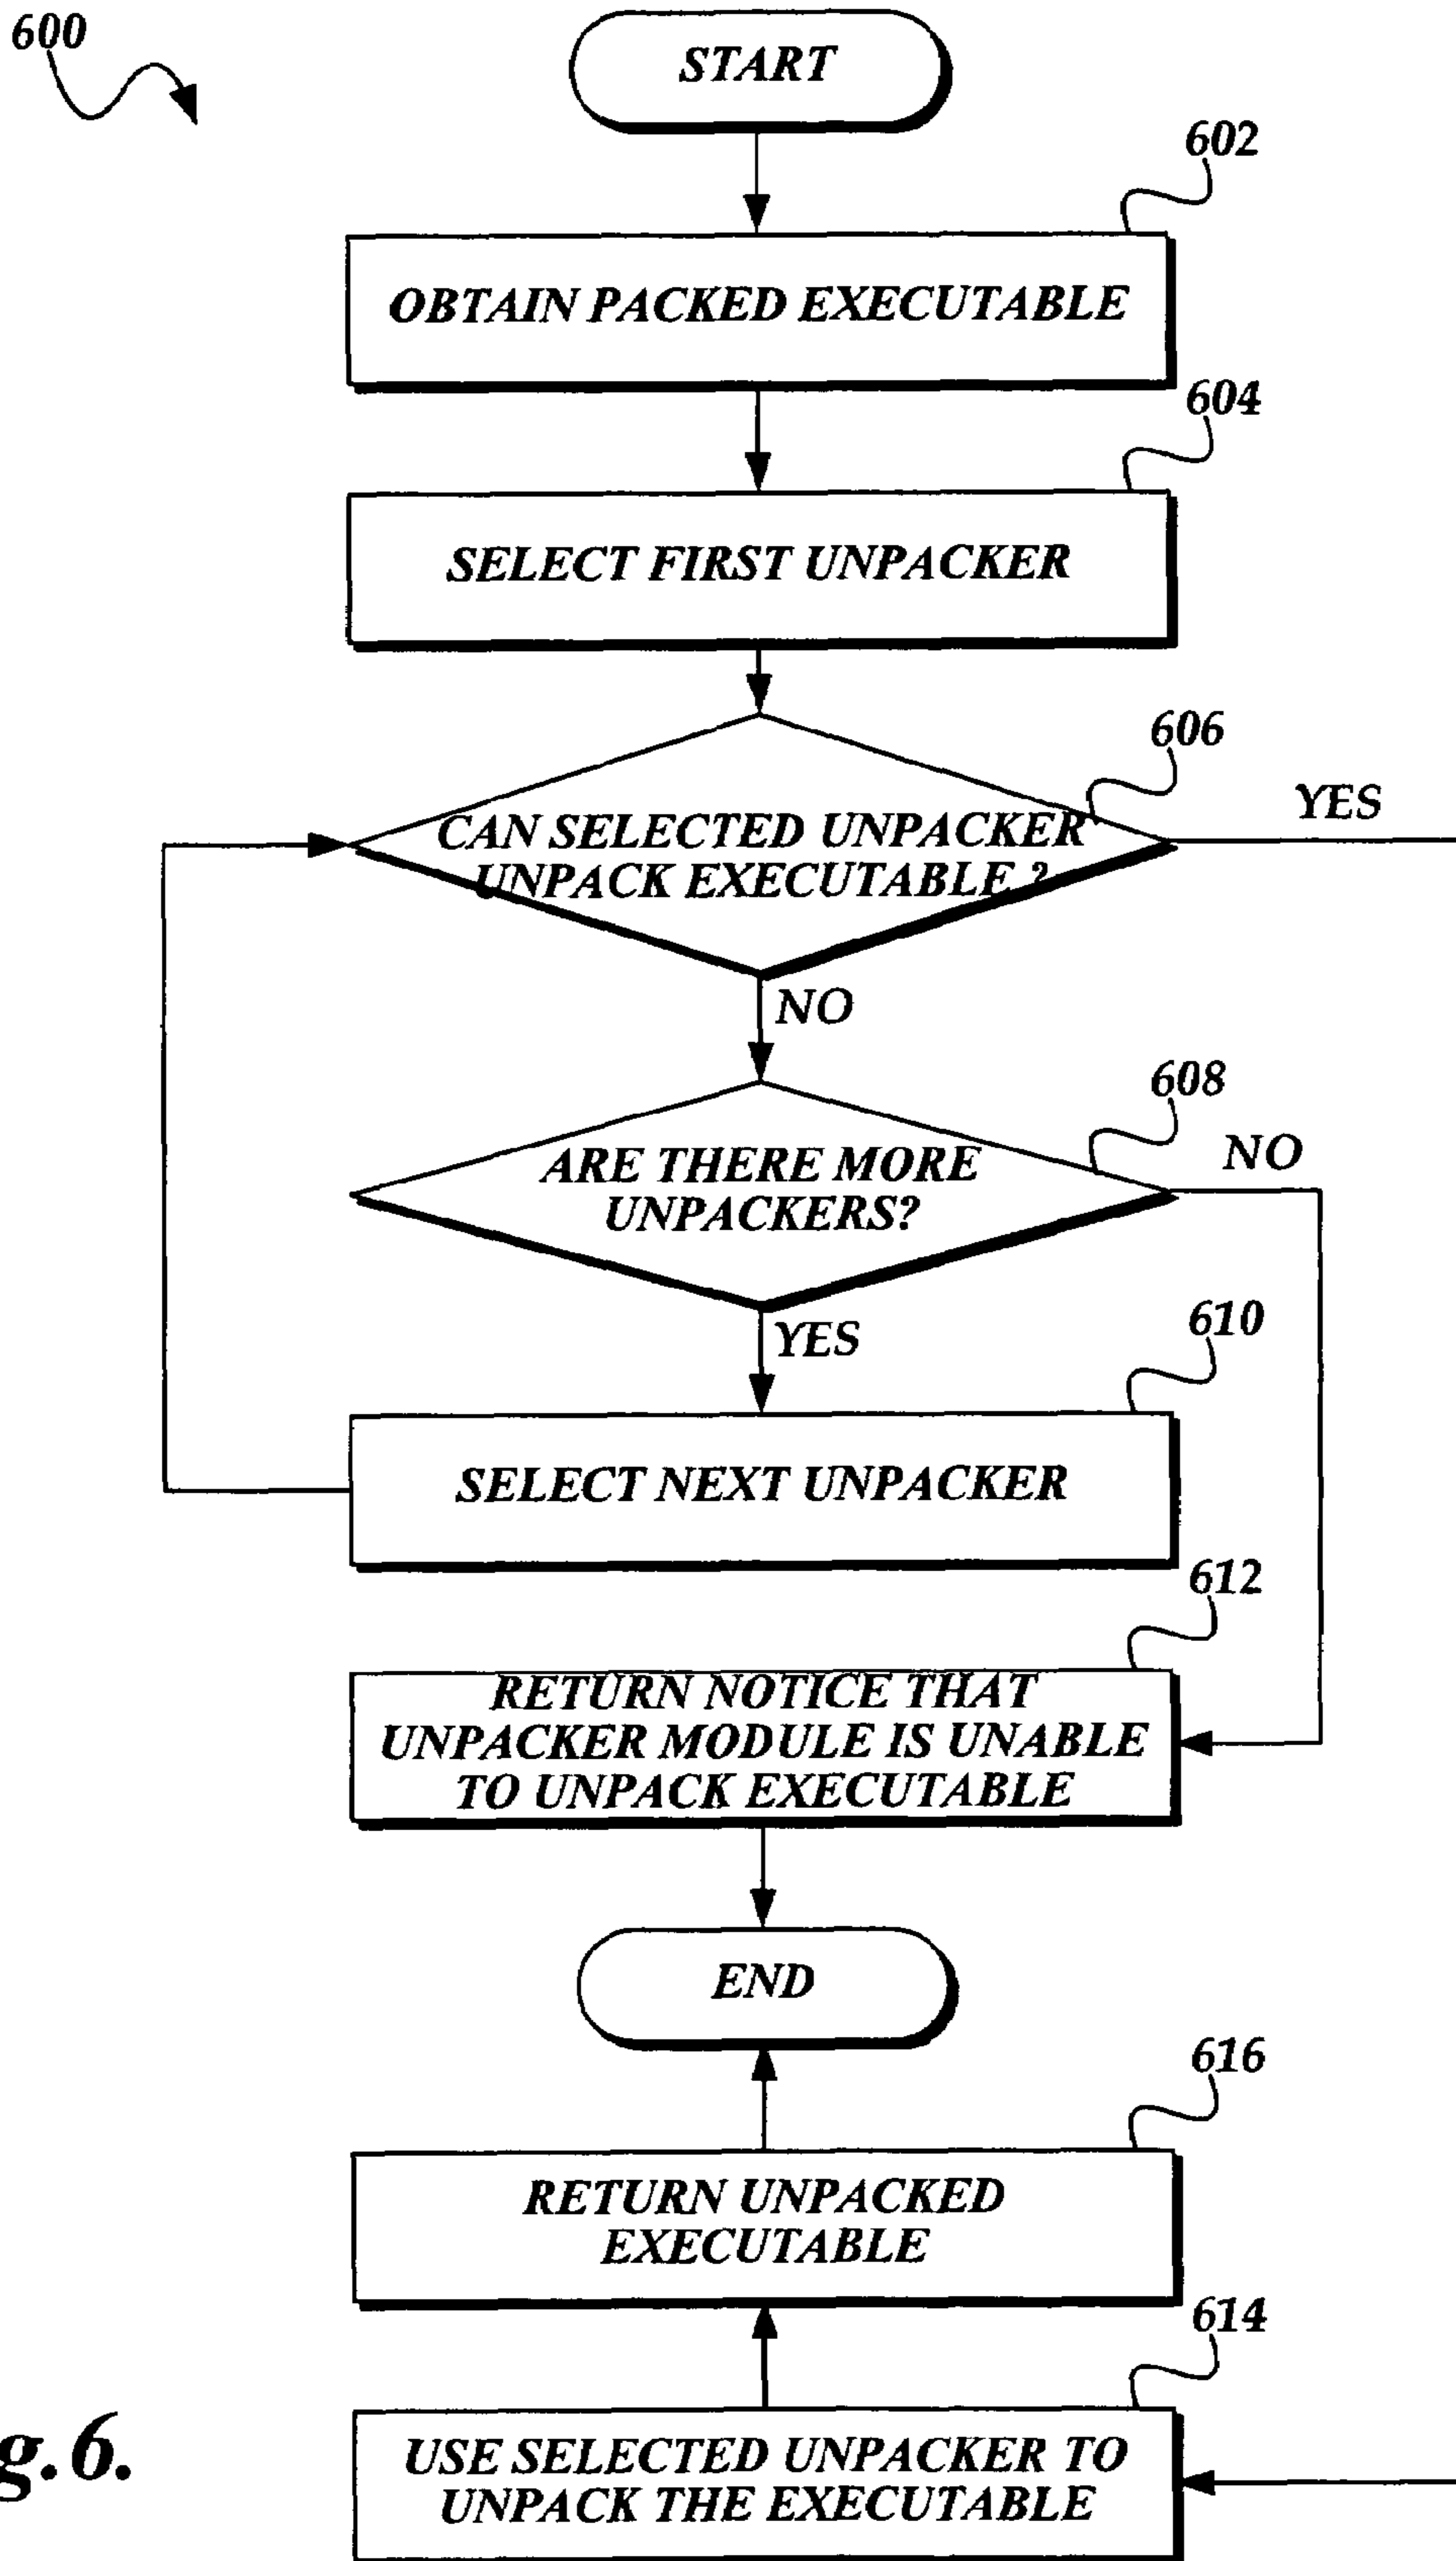 600
START
602
OBTAIN PACKED EXECUTABLE
604
SELECT FIRST UNPACKER
606
YES
CAN SELECTED UNPACKER
UNPACK EXECUTABLE ?
NO
608
NO
ARE THERE MORE
UNPACKERS?
YES
610
SELECT NEXT UNPACKER
612
RETURN NOTICE THAT
UNPACKER MODULE IS UNABLE
TO UNPACK EXECUTABLE
END
616
RETURN UNPACKED
EXECUTABLE
614
USE SELECTED UNPACKER TO
UNPACK THE EXECUTABLE
g.6.